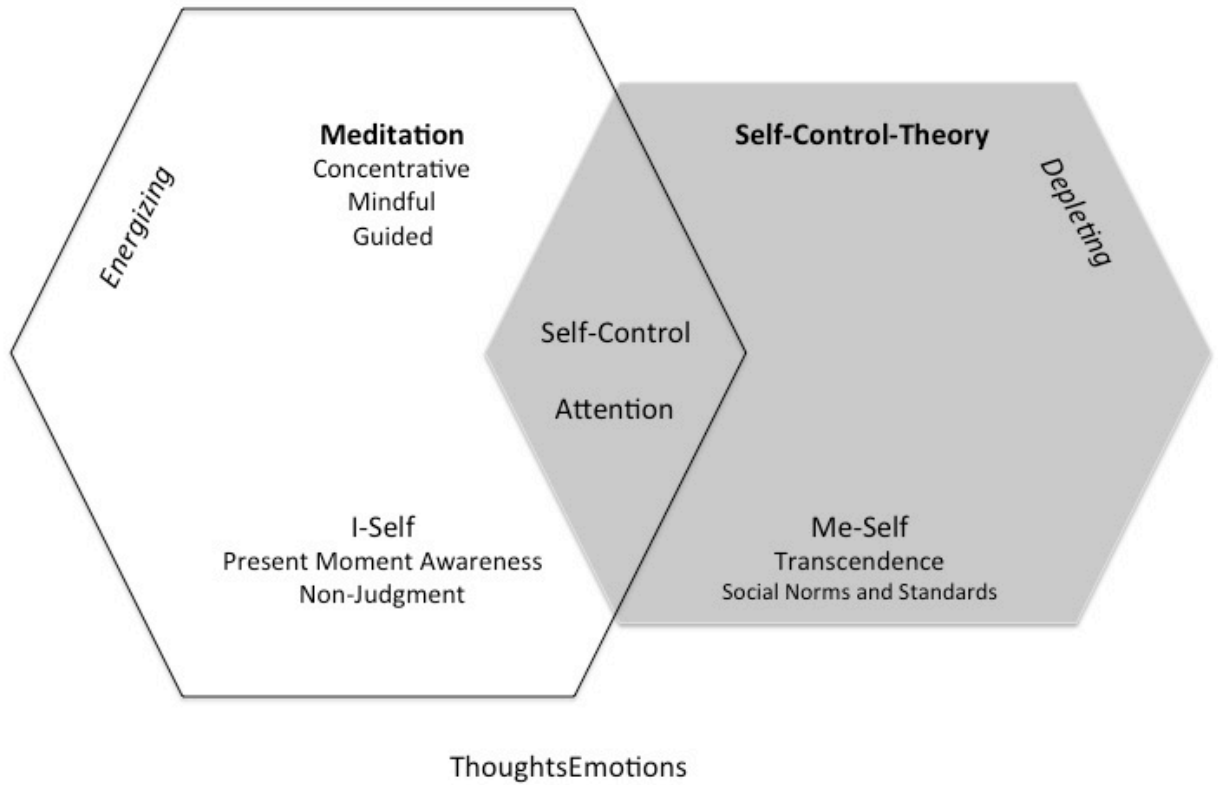 Meditation
Concentrative
Mindful
Guided
Energizing
Self-Control-Theory
Depleting
Self-Control
Attention
I-Self
Present Moment Awareness
Non-Judgment
Me-Self
Transcendence
Social Norms and Standards
ThoughtsEmotions